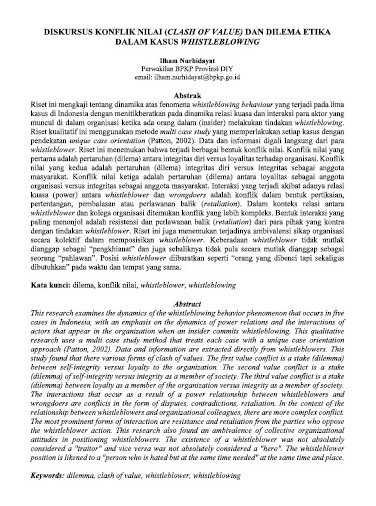 DISKURSUS KONFLIK NILAI (CLASH OF VALUE) DAN DILEMA ETIKA
DALAM KASUS WHISTLEBLOWING
Ilham Nurhidayat
Perwakilan BPKP Provinsi DIY
email: ilham.nurhidayat@bpkp.go.id
Abstrak
Riset ini mengkaji tentang dinamika atas fenomena whistleblowing behaviour yang terjadi pada lima
kasus di Indonesia dengan menitikberatkan pada dinamika relasi kuasa dan interaksi para aktor yang
muncul di dalam organisasi ketika ada orang dalam (insider) melakukan tindakan whistleblowing.
Riset kualitatif ini menggunakan metode multi case study yang memperlakukan setiap kasus dengan
pendekatan unique case orientation (Patton, 2002). Data dan informasi digali langsung dari para
whistleblower. Riset ini menemukan bahwa terjadi berbagai bentuk konflik nilai. Konflik nilai yang
pertama adalah pertaruhan (dilema) antara integritas diri versus loyalitas terhadap organisasi. Konflik
nilai yang kedua adalah pertaruhan (dilema) integritas diri versus integritas sebagai anggota
masyarakat. Konflik nilai ketiga adalah pertaruhan (dilema) antara loyalitas sebagai anggota
organisasi versus integritas sebagai anggota masyarakat. Interaksi yang terjadi akibat adanya relasi
kuasa (power) antara whistleblower dan wrongdoers adalah konflik dalam bentuk pertikaian,
pertentangan, pembalasan atau perlawanan balik (retaliation). Dalam konteks relasi antara
whistleblower dan kolega organisasi ditemukan konflik yang lebih kompleks. Bentuk interaksi yang
paling menonjol adalah resistensi dan perlawanan balik (retaliation) dari para pihak yang kontra
dengan tindakan whistleblower. Riset ini juga menemukan terjadinya ambivalensi sikap organisasi
secara kolektif dalam memposisikan whistleblower. Keberadaan whistleblower tidak mutlak
dianggap sebagai “pengkhianat” dan juga sebaliknya tidak pula secara mutlak dianggap sebagai
seorang “pahlawan”. Posisi whistleblower diibaratkan seperti “orang yang dibenci tapi sekaligus
dibutuhkan” pada waktu dan tempat yang sama.
Kata kunci: dilema, konflik nilai, whistleblower, whistleblowing
Abstract
This research examines the dynamics of the whistleblowing behavior phenomenon that occurs in five
cases in Indonesia, with an emphasis on the dynamics of power relations and the interactions of
actors that appear in the organization when an insider commits whistleblowing. This qualitative
research uses a multi case study method that treats each case with a unique case orientation
approach (Patton, 2002). Data and information are extracted directly from whistleblowers. This
study found that there were various forms of clash of values. The first value conflict is a stake (dilemma)
between self-integrity versus loyalty to the organization. The second value conflict is a stake
(dilemma) of self-integrity versus integrity as a member of society. The third value conflict is a stake
(dilemma) between loyalty as a member of the organization versus integrity as a member of society.
The interactions that occur as a result of a power relationship between whistleblowers and
wrongdoers are conflicts in the form of disputes, contradictions, retaliation. In the context of the
relationship between whistleblowers and organizational colleagues, there are more complex conflict.
The most prominent forms of interaction are resistance and retaliation from the parties who oppose
the whistleblower action. This research also found an ambivalence of collective organizational
attitudes in positioning whistleblowers. The existence of a whistleblower was not absolutely
considered a "traitor" and vice versa was not absolutely considered a "hero". The whistleblower
position is likened to a "person who is hated but at the same time needed" at the same time and place.
Keywords: dilemma, clash of value, whistleblower, whistleblowing